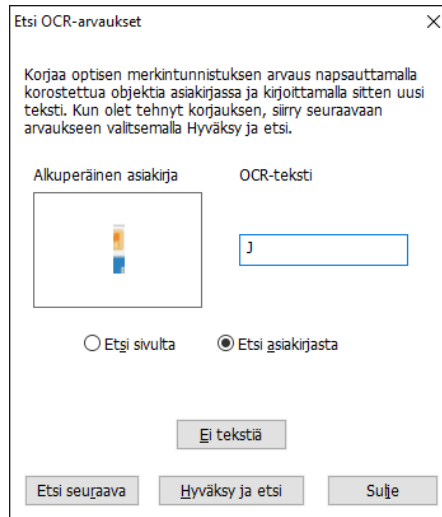 Etsi OCR-arvaukset
Korjaa optisen merkintunnistuksen arvaus napsauttamalla
korostettua objektia asiakirjassa ja kirjoittamalla sitten uusi
teksti. Kun olet tehnyt korjauksen, siirry seuraavaan
arvaukseen valitsemalla Hyväksy ja etsi.
Alkuperäinen asiakirja OCR-teksti
J
Etsi sivulta Etsi asiakirjasta
Ei tekstiä
Etsi seuraava Hyväksy ja etsi Sulje